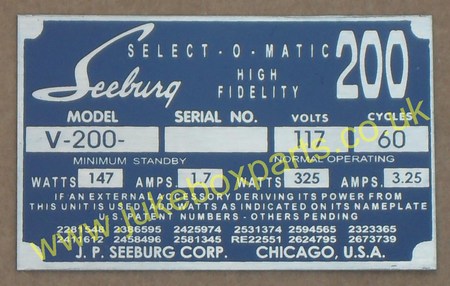 Seeburg SELECT-O-MATIC 200
HIGH
FIDELITY
MODEL SERIAL NO. VOLTS CYCLES
V-200- 117 60
MINIMUM STANDBY NORMAL OPERATING
WATTS 147 AMPS. 1.7 WATTS 325 AMPS. 3.25
IF AN EXTERNAL ACCESSORY DERIVING ITS POWER FROM
THIS UNIT IS USED ADD WATTS AS INDICATED ON ITS NAMEPLATE
PATENT NUMBERS - OTHERS PENDING
2281548 2386595 2425974 2531374 2594565 2323365
2411612 2458496 2581345 RE22551 2624795 2673739
J. P. SEEBURG CORP. CHICAGO, U.S.A.
www.jukeboxparts.co.uk